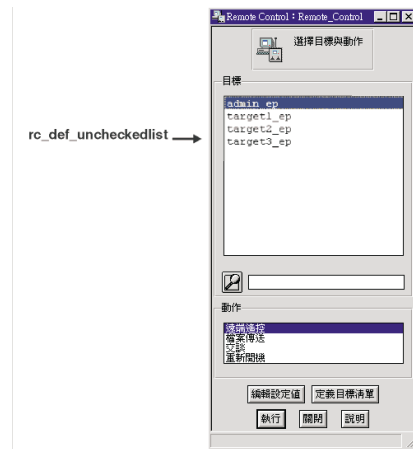 Remote Control：Remote_Control
選擇目標與動作
目標
admin_ep
target1_ep
target2_ep
target3_ep
rc_def_uncheckedlist
動作
遠端遙控
檔案傳送
交談
重新開機
編輯設定值 定義目標清單
執行 關閉 說明